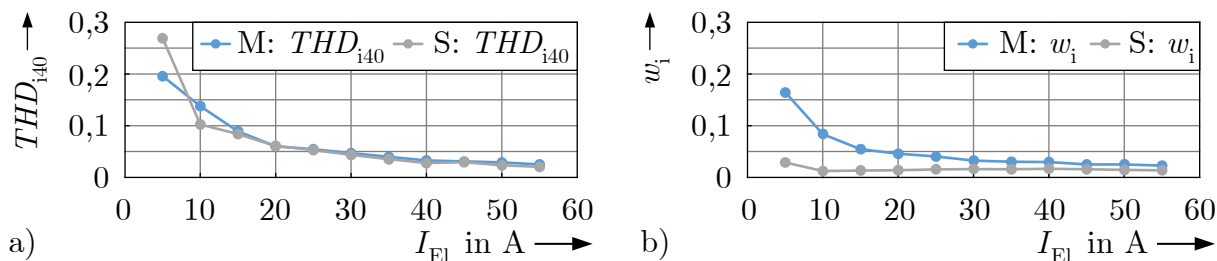 THD_i40
0,3
0,2
0,1
0
M: THD_i40
S: THD_i40
0 10 20 30 40 50 60
a)
I_El in A
w_i
0,3
0,2
0,1
0
M: w_i
S: w_i
0 10 20 30 40 50 60
b)
I_El in A